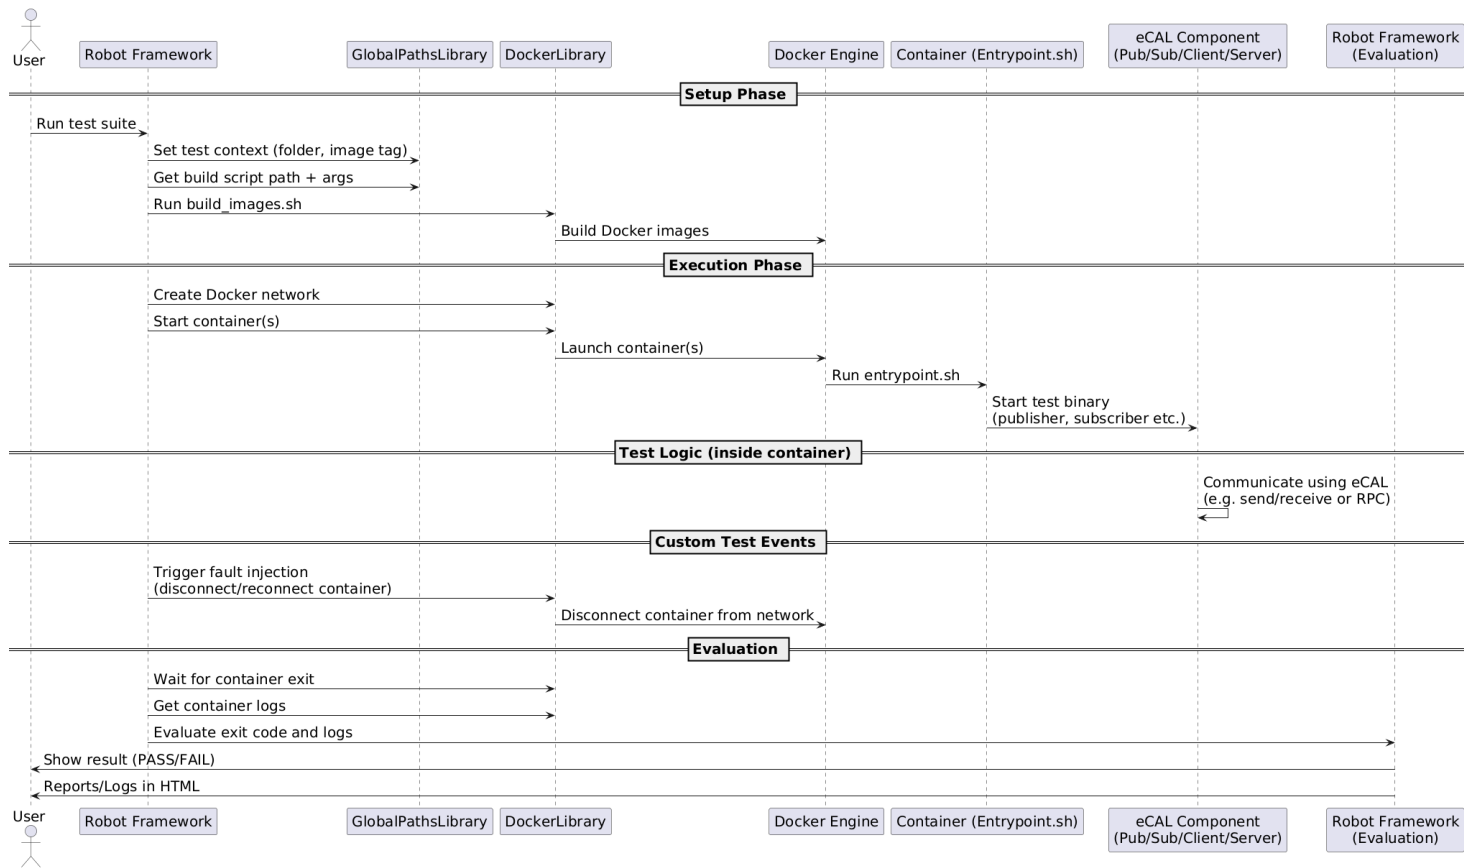 User
Robot Framework
GlobalPathsLibrary
DockerLibrary
Docker Engine
Container (Entrypoint.sh)
eCAL Component
(Pub/Sub/Client/Server)
Robot Framework
(Evaluation)
Setup Phase
Run test suite
Set test context (folder, image tag)
Get build script path + args
Run build_images.sh
Build Docker images
Execution Phase
Create Docker network
Start container(s)
Launch container(s)
Run entrypoint.sh
Start test binary
(publisher, subscriber etc.)
Test Logic (inside container)
Communicate using eCAL
(e.g. send/receive or RPC)
Custom Test Events
Trigger fault injection
(disconnect/reconnect container)
Disconnect container from network
Evaluation
Wait for container exit
Get container logs
Evaluate exit code and logs
Show result (PASS/FAIL)
Reports/Logs in HTML
User
Robot Framework
GlobalPathsLibrary
DockerLibrary
Docker Engine
Container (Entrypoint.sh)
eCAL Component
(Pub/Sub/Client/Server)
Robot Framework
(Evaluation)